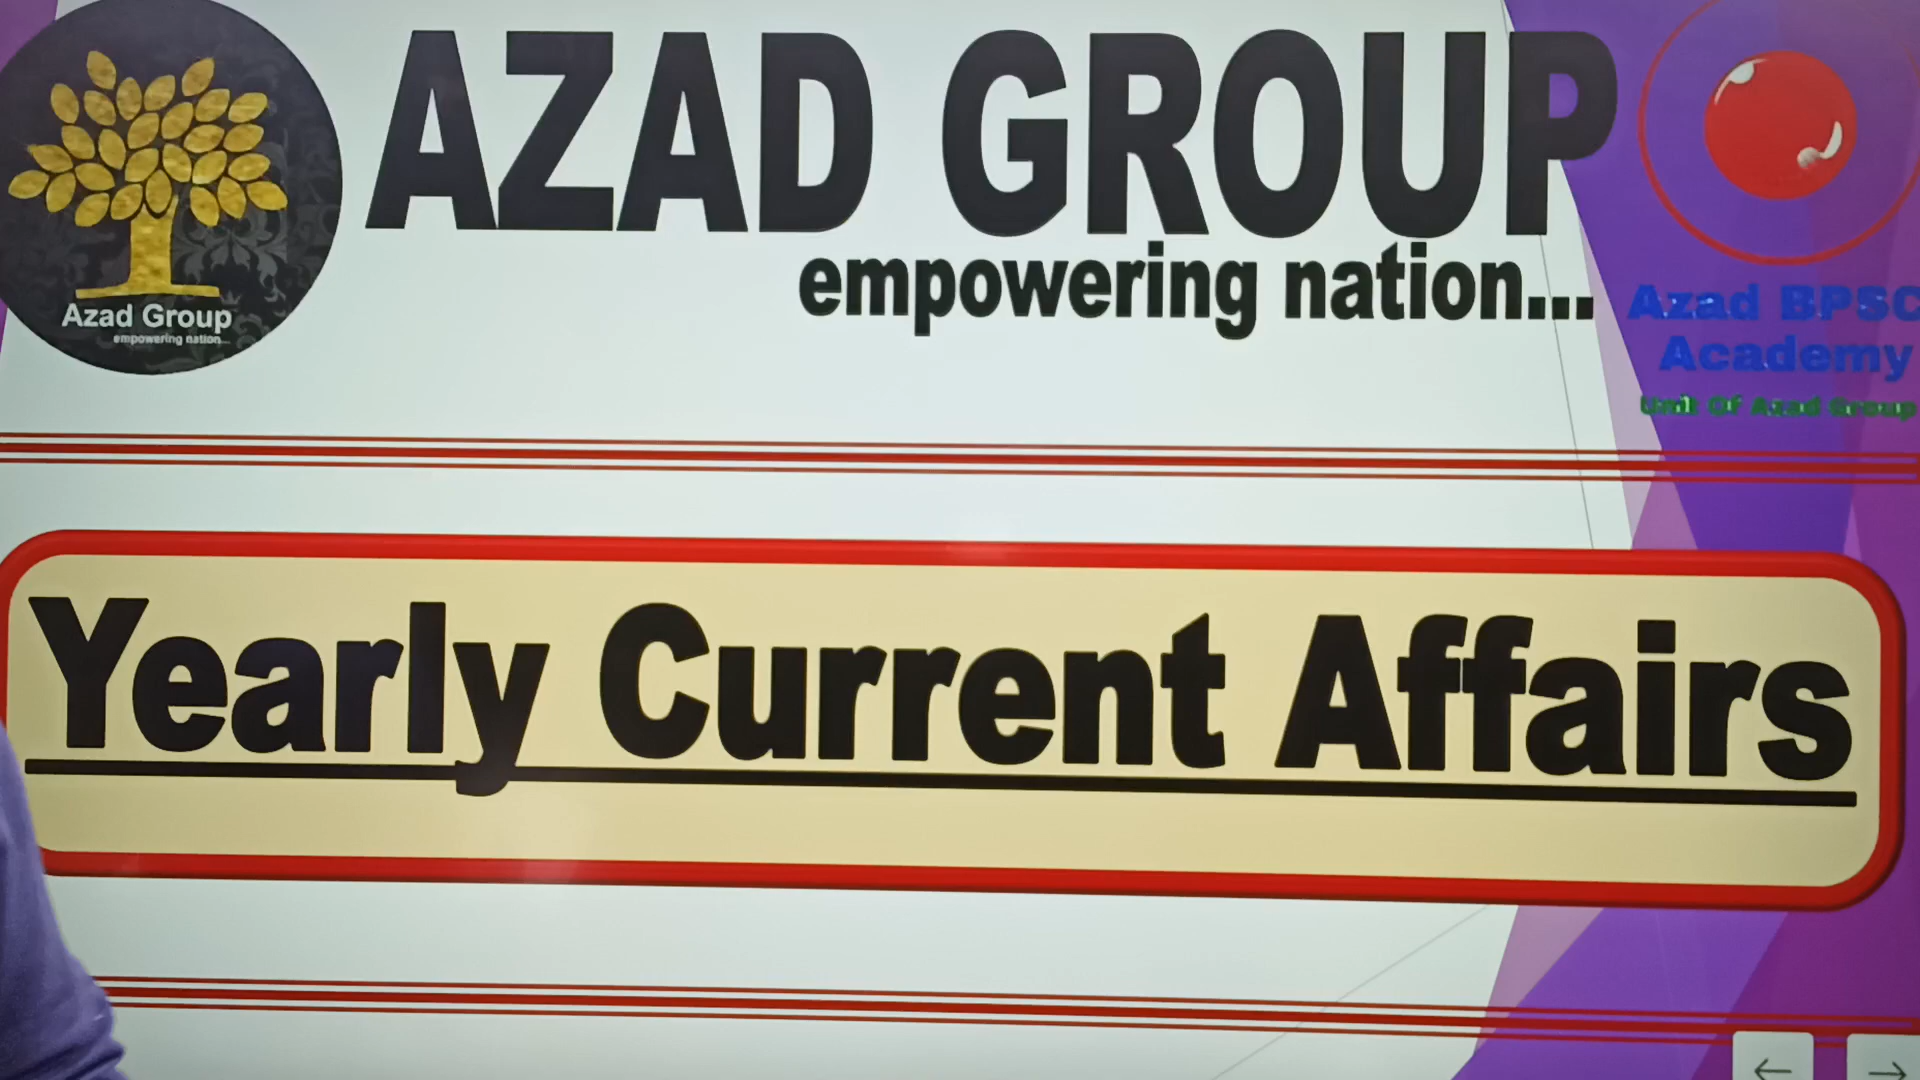 AZAD GROUP
empowering nation...
Azad Group
empowering nation...
Azad BPSC
Academy
Unit Of Azad Group
Yearly Current Affairs